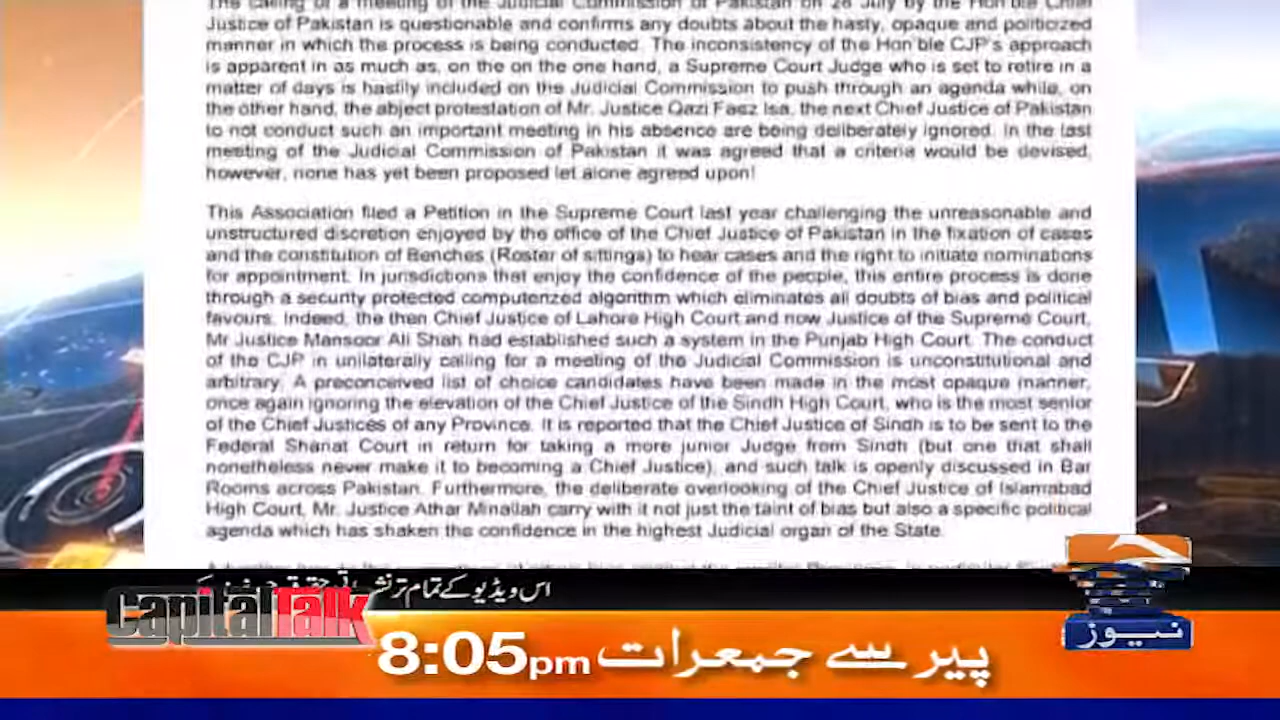 The calling of a meeting of the Judicial Commission of Pakistan on 28 July by the Hon'ble Chief
Justice of Pakistan is questionable and confirms any doubts about the hasty, opaque and politicized
manner in which the process is being conducted. The inconsistency of the Hon'ble CJP's approach
is apparent in as much as, on the on the one hand, a Supreme Court Judge who is set to retire in a
matter of days is hastily included on the Judicial Commission to push through an agenda while, on
the other hand, the abject protestation of Mr. Justice Qazi Faez Isa, the next Chief Justice of Pakistan
to not conduct such an important meeting in his absence are being deliberately ignored. In the last
meeting of the Judicial Commission of Pakistan it was agreed that a criteria would be devised,
however, none has yet been proposed let alone agreed upon!
This Association filed a Petition in the Supreme Court last year challenging the unreasonable and
unstructured discretion enjoyed by the office of the Chief Justice of Pakistan in the fixation of cases
and the constitution of Benches (Roster of sittings) to hear cases and the right to initiate nominations
for appointment. In jurisdictions that enjoy the confidence of the people, this entire process is done
through a security protected computerized algorithm which eliminates all doubts of bias and political
favours. Indeed, the then Chief Justice of Lahore High Court and now Justice of the Supreme Court,
Mr Justice Mansoor Ali Shah had established such a system in the Punjab High Court. The conduct
of the CJP in unilaterally calling for a meeting of the Judicial Commission is unconstitutional and
arbitrary. A preconceived list of choice candidates have been made in the most opaque manner,
once again ignoring the elevation of the Chief Justice of the Sindh High Court, who is the most senior
of the Chief Justices of any Province. It is reported that the Chief Justice of Sindh is to be sent to the
Federal Shariat Court in return for taking a more junior Judge from Sindh (but one that shall
nonetheless never make it to becoming a Chief Justice), and such talk is openly discussed in Bar
Rooms across Pakistan. Furthermore, the deliberate overlooking of the Chief Justice of Islamabad
High Court, Mr. Justice Athar Minallah carry with it not just the taint of bias but also a specific political
agenda which has shaken the confidence in the highest Judicial organ of the State.
اس ویڈیو کے تمام تر
Capital Talk
پیر سے جمعرات 8:05pm
نیوز